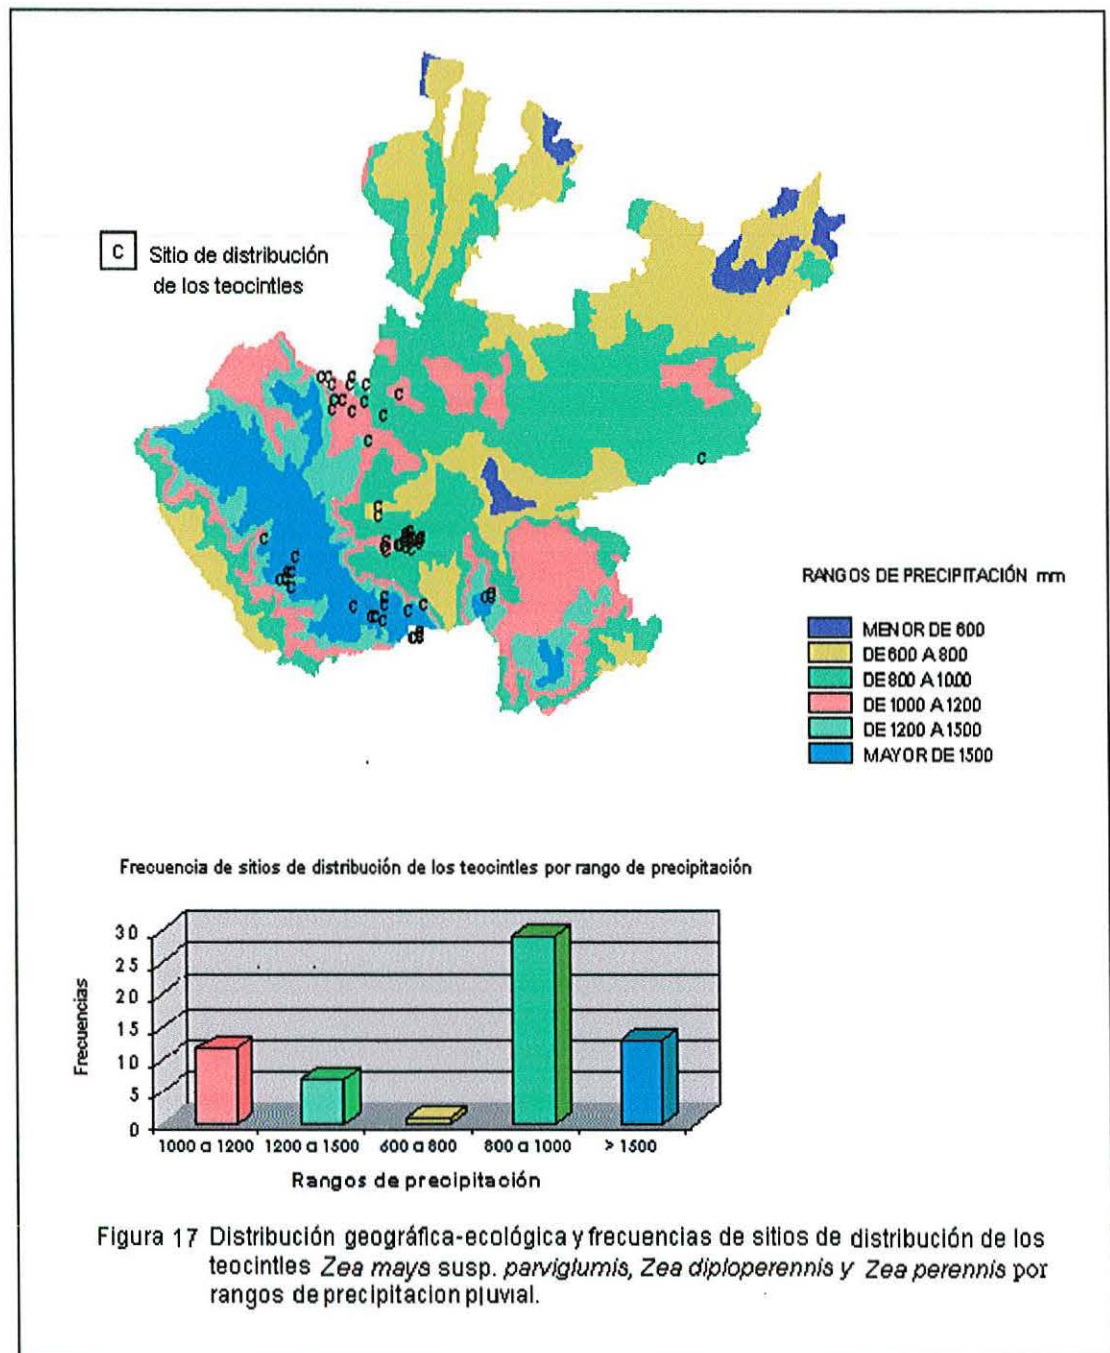 C Sitio de distribución
de los teocintles
RANGOS DE PRECIPITACIÓN mm
MENOR DE 600
DE 600 A 800
DE 800 A 1000
DE 1000 A 1200
DE 1200 A 1500
MAYOR DE 1500
Frecuencia de sitios de distribución de los teocintles por rango de precipitación
Frecuencias
30
25
20
15
10
5
0
1000 a 1200 1200 a 1500 600 a 800 800 a 1000 > 1500
Rangos de precipitación
Figura 17 Distribución geográfica-ecológica y frecuencias de sitios de distribución de los
teocintles Zea mays susp. parviglumis, Zea diploperennis y Zea perennis por
rangos de precipitacion pluvial.